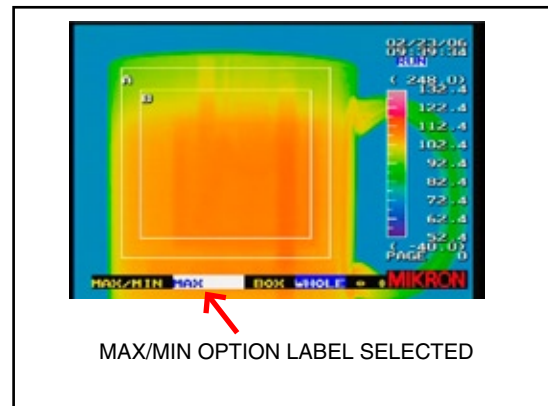 02/23/06
09:39:34
RUN
( 248.0)
132.4
122.4
112.4
102.4
92.4
82.4
72.4
62.4
52.4
( -40.0)
PAGE 0
A
B
MAX/MIN MAX BOX WHOLE
MIKRON
MAX/MIN OPTION LABEL SELECTED